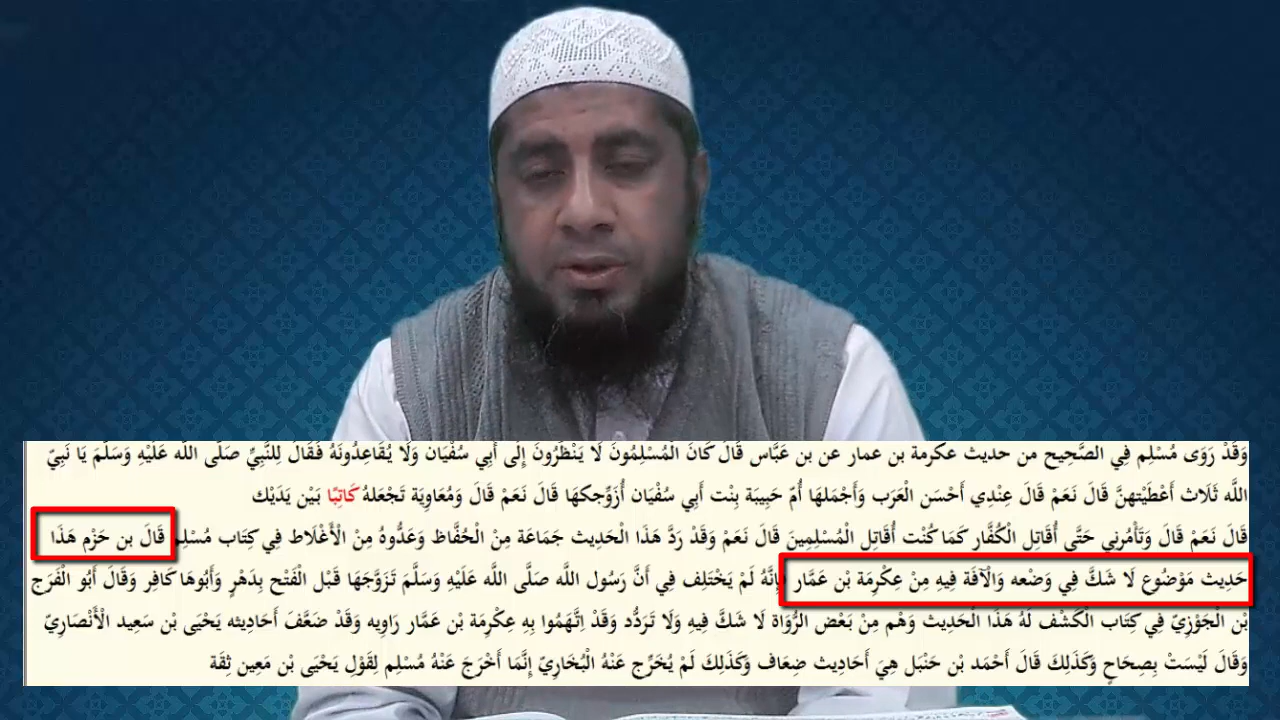 وَقَدْ رَوَى مُسْلِم فِي الصَّحِيح من حديث عكرمة بن عمار عن بن عَبَّاس قَالَ كَانَ الْمُسْلِمُونَ لَا يَنْظُرُونَ إِلَى أَبِي سُفْيَان وَلَا يُقَاعِدُونَهُ فَقَالَ لِلنَّبِيِّ صَلَّى اللَّه عَلَيْهِ وَسَلَّمَ يَا نَبِيّ
اللَّه ثَلَاث أَعْطَيْتهنَّ قَالَ نَعَمْ قَالَ عِنْدِي أَحْسَن الْعَرَب وَأَجْمَلهَا أُمّ حَبِيبَة بِنْت أَبِي سُفْيَان أُزَوِّجكهَا قَالَ نَعَمْ قَالَ وَمُعَاوِيَة تَجْعَلهُ كَاتِبًا بَيْن يَدَيْك
قَالَ نَعَمْ قَالَ وَتَأْمُرنِي حَتَّى أُقَاتِل الْكُفَّار كَمَا كُنْت أُقَاتِل الْمُسْلِمِينَ قَالَ نَعَمْ وَقَدْ رَدَّ هَذَا الْحَدِيث جَمَاعَة مِنْ الْحُفَّاظ وَعَدُّوهُ مِنْ الْأَغْلَاط فِي كِتَاب مُسْلِم قَالَ بن حَزْم هَذَا
حَدِيث مَوْضُوع لَا شَكَّ فِي وَضْعه وَالْآفَة فِيهِ مِنْ عِكْرِمَة بْن عَمَّار فَإِنَّهُ لَمْ يَخْتَلِف فِي أَنَّ رَسُول اللَّه صَلَّى اللَّه عَلَيْهِ وَسَلَّمَ تَزَوَّجَهَا قَبْل الْفَتْح بِدَهْرٍ وَأَبُوهَا كَافِر وَقَالَ أَبُو الْفَرَج
بْن الْجَوْزِيّ فِي كِتَاب الْكَشْف لَهُ هَذَا الْحَدِيث وَهْم مِنْ بَعْض الرُّوَاة لَا شَكَّ فِيهِ وَلَا تَرَدُّد وَقَدْ اِتَّهَمُوا بِهِ عِكْرِمَة بْن عَمَّار رَاوِيه وَقَدْ ضَعَّفَ أَحَادِيثه يَحْيَى بْن سَعِيد الْأَنْصَارِيّ
وَقَالَ لَيْسَتْ بِصِحَاحٍ وَكَذَلِكَ قَالَ أَحْمَد بْن حَنْبَل هِيَ أَحَادِيث ضِعَاف وَكَذَلِكَ لَمْ يُخَرِّج عَنْهُ الْبُخَارِيّ إِنَّمَا أَخْرَجَ عَنْهُ مُسْلِم لِقَوْلِ يَحْيَى بْن مَعِين ثِقَة